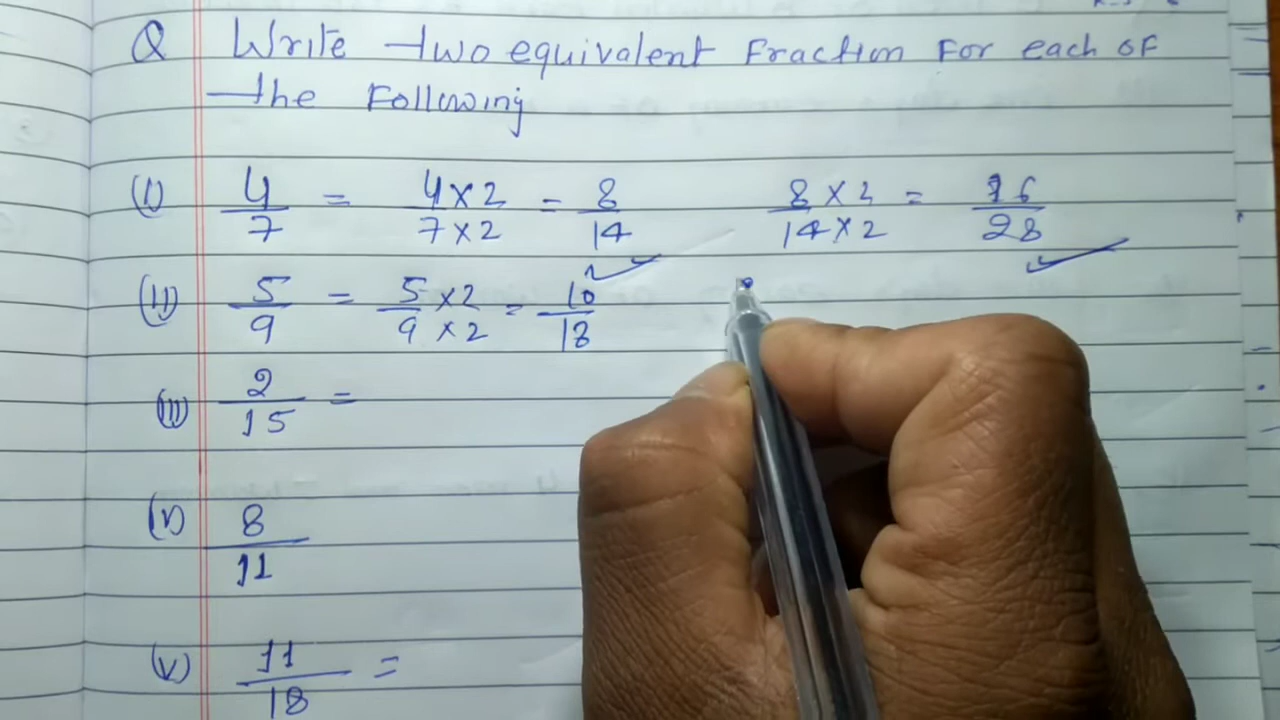 Q Write two equivalent Fraction For each of
the Following
(I) 4/7 = 4×2/7×2 = 8/14 8×2/14×2 = 16/28
(II) 5/9 = 5×2/9×2 = 10/18
(III) 2/15 =
(V) 8/11
(V) 11/18 =